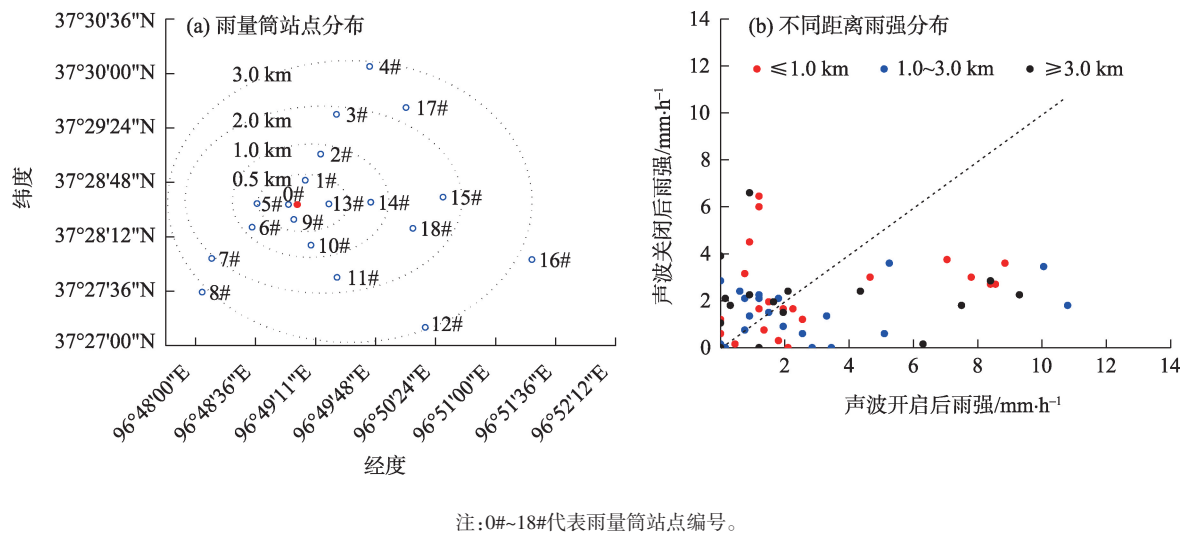 (a) 雨量筒站点分布
37°30'36"N
37°30'00"N
37°29'24"N
37°28'48"N
37°28'12"N
37°27'36"N
37°27'00"N
纬度
3.0 km
2.0 km
1.0 km
0.5 km
4#
17#
3#
2#
1#
0#
5#
13#
14#
15#
9#
6#
18#
10#
7#
16#
11#
8#
12#
96°48'00"E
96°48'36"E
96°49'11"E
96°49'48"E
96°50'24"E
96°51'00"E
96°51'36"E
96°52'12"E
经度
(b) 不同距离雨强分布
≤1.0 km
1.0~3.0 km
≥3.0 km
14
12
10
8
6
4
2
0
声波关闭后雨强/mm·h⁻¹
2
4
6
8
10
12
14
声波开启后雨强/mm·h⁻¹
注:0#~18#代表雨量筒站点编号。